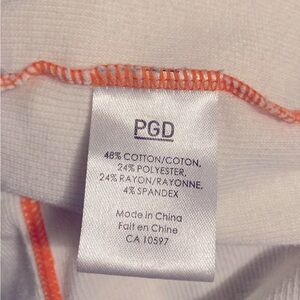 PGD
48% COTTON/COTON,
24% POLYESTER,
24% RAYON/RAYONNE,
4% SPANDEX
Made in China
Fait en Chine
CA 10597